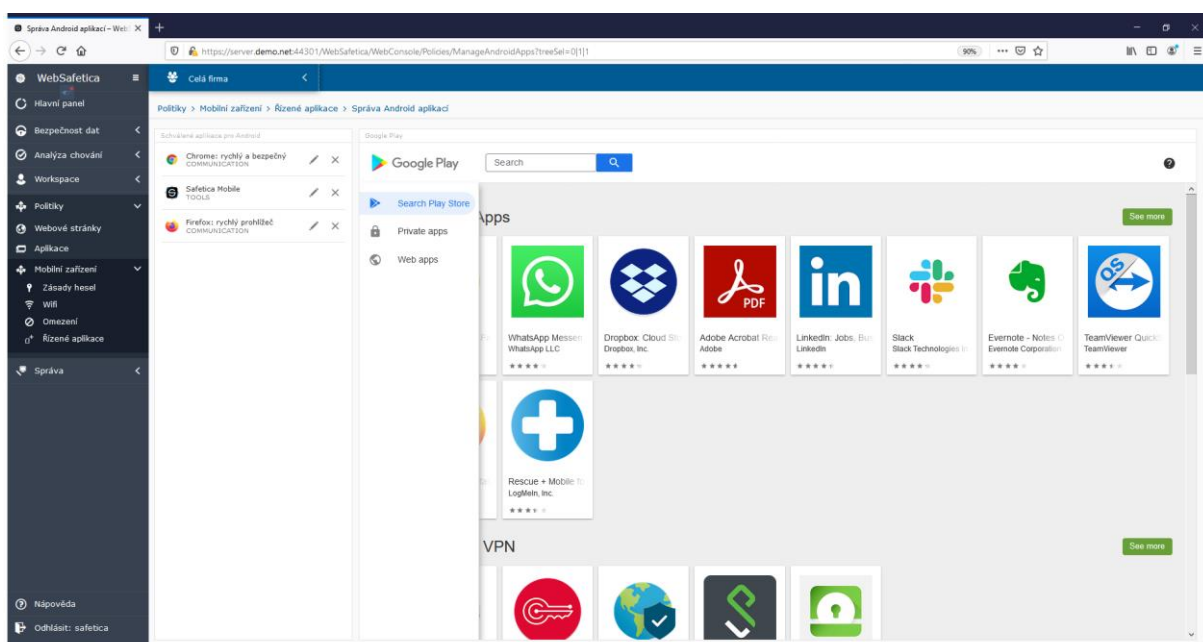 Správa Android aplikací – Web
https://server.demo.net:44301/WebSafetica/WebConsole/Policies/ManageAndroidApps?treeSel=0|1|1
90%
WebSafetica
Celá firma
Hlavní panel
Bezpečnost dat
Analýza chování
Workspace
Politiky
Webové stránky
Aplikace
Mobilní zařízení
Zásady hesel
Wifi
Omezení
Řízené aplikace
Správa
Nápověda
Odhlásit: safetica
Politiky > Mobilní zařízení > Řízené aplikace > Správa Android aplikací
Schválené aplikace pro Android
Chrome: rychlý a bezpečný
COMMUNICATION
Safetica Mobile
TOOLS
Firefox: rychlý prohlížeč
COMMUNICATION
Google Play
Google Play
Search
Search Play Store
Private apps
Web apps
Apps
See more
PDF
in
WhatsApp Messen
Dropbox: Cloud Sto
Adobe Acrobat Rea
LinkedIn: Jobs, Bus
Slack
Evernote - Notes O
TeamViewer Quick
WhatsApp LLC
Dropbox, Inc.
Adobe
LinkedIn
Slack Technologies In
Evernote Corporation
TeamViewer
Rescue + Mobile fo
LogMeIn, Inc.
VPN
See more